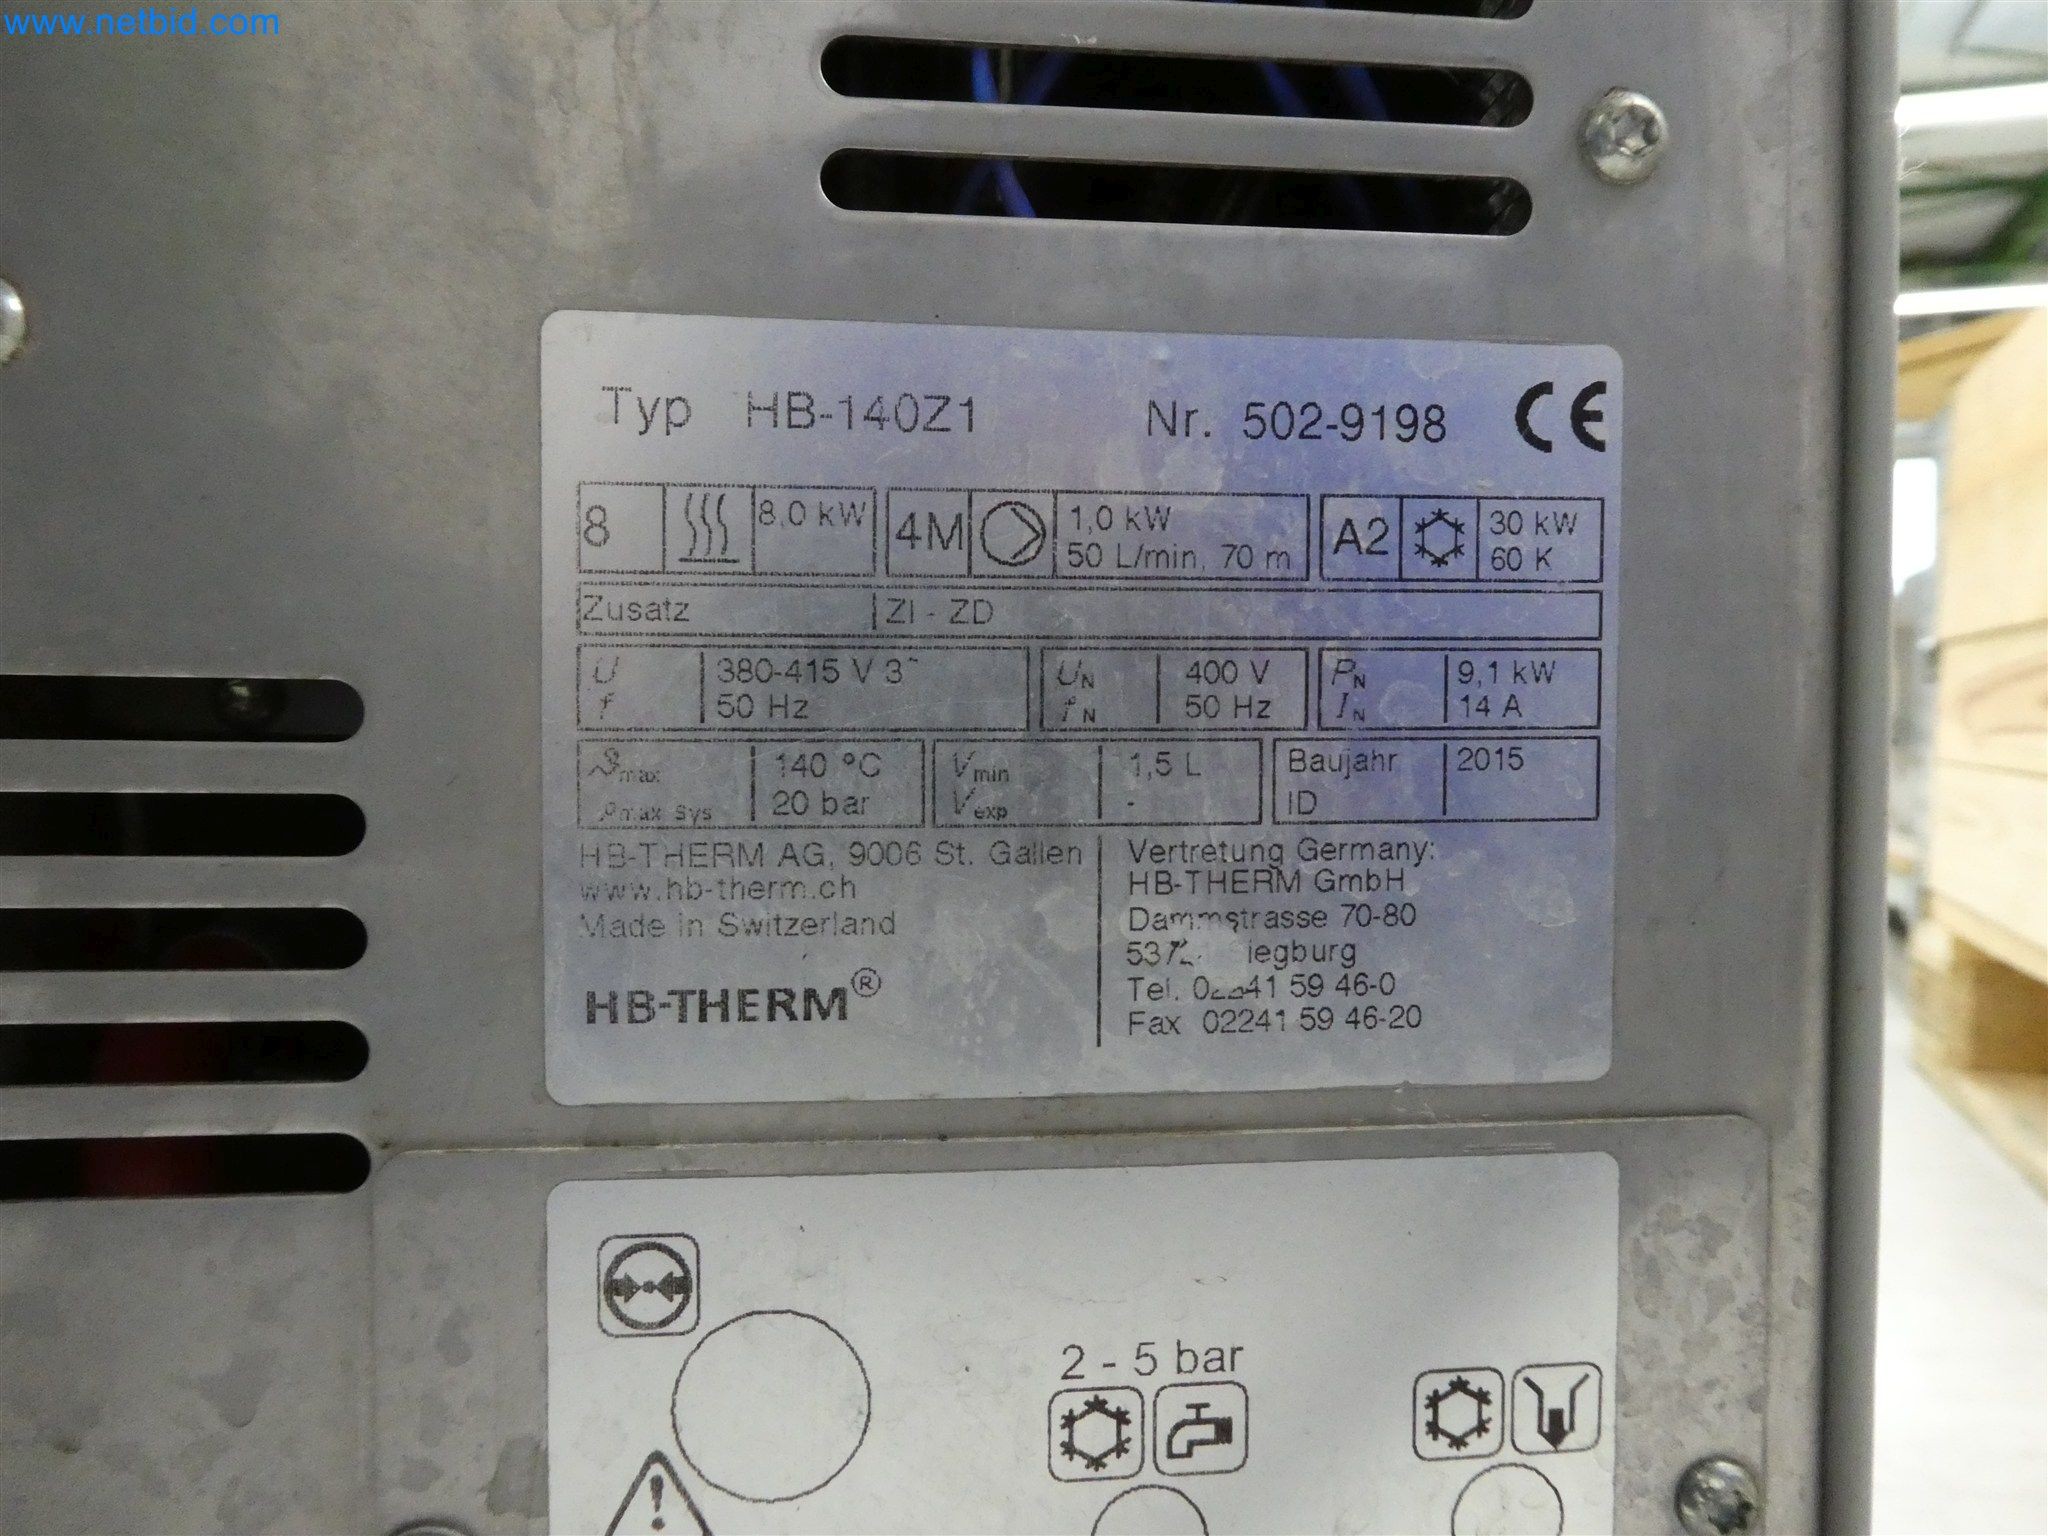 www.netbid.com
Typ HB-140Z1 Nr. 502-9198 CE
8 8,0 kW 4M 1,0 kW 50 L/min, 70 m A2 30 kW 60 K
Zusatz ZI - ZD
U 380-415 V 3~ UN 400 V PN 9,1 kW
f 50 Hz fN 50 Hz IN 14 A
ϑmax 140 °C Vmin 1,5 L Baujahr 2015
pmax sys 20 bar Vexp - ID
HB-THERM AG, 9006 St. Gallen
www.hb-therm.ch
Made in Switzerland
HB-THERM®
Vertretung Germany:
HB-THERM GmbH
Dammstrasse 70-80
Tel. 02241 59 46-0
Fax 02241 59 46-20
2 - 5 bar